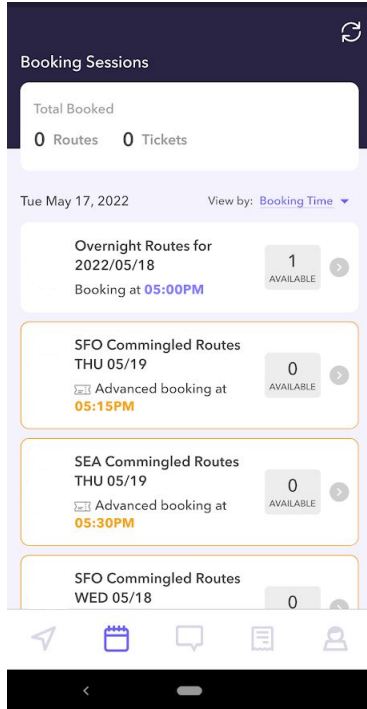 Booking Sessions
Total Booked
0 Routes 0 Tickets
Tue May 17, 2022 View by: Booking Time
Overnight Routes for
2022/05/18
Booking at 05:00PM
1
AVAILABLE
SFO Commingled Routes
THU 05/19
Advanced booking at
05:15PM
0
AVAILABLE
SEA Commingled Routes
THU 05/19
Advanced booking at
05:30PM
0
AVAILABLE
SFO Commingled Routes
WED 05/18
0